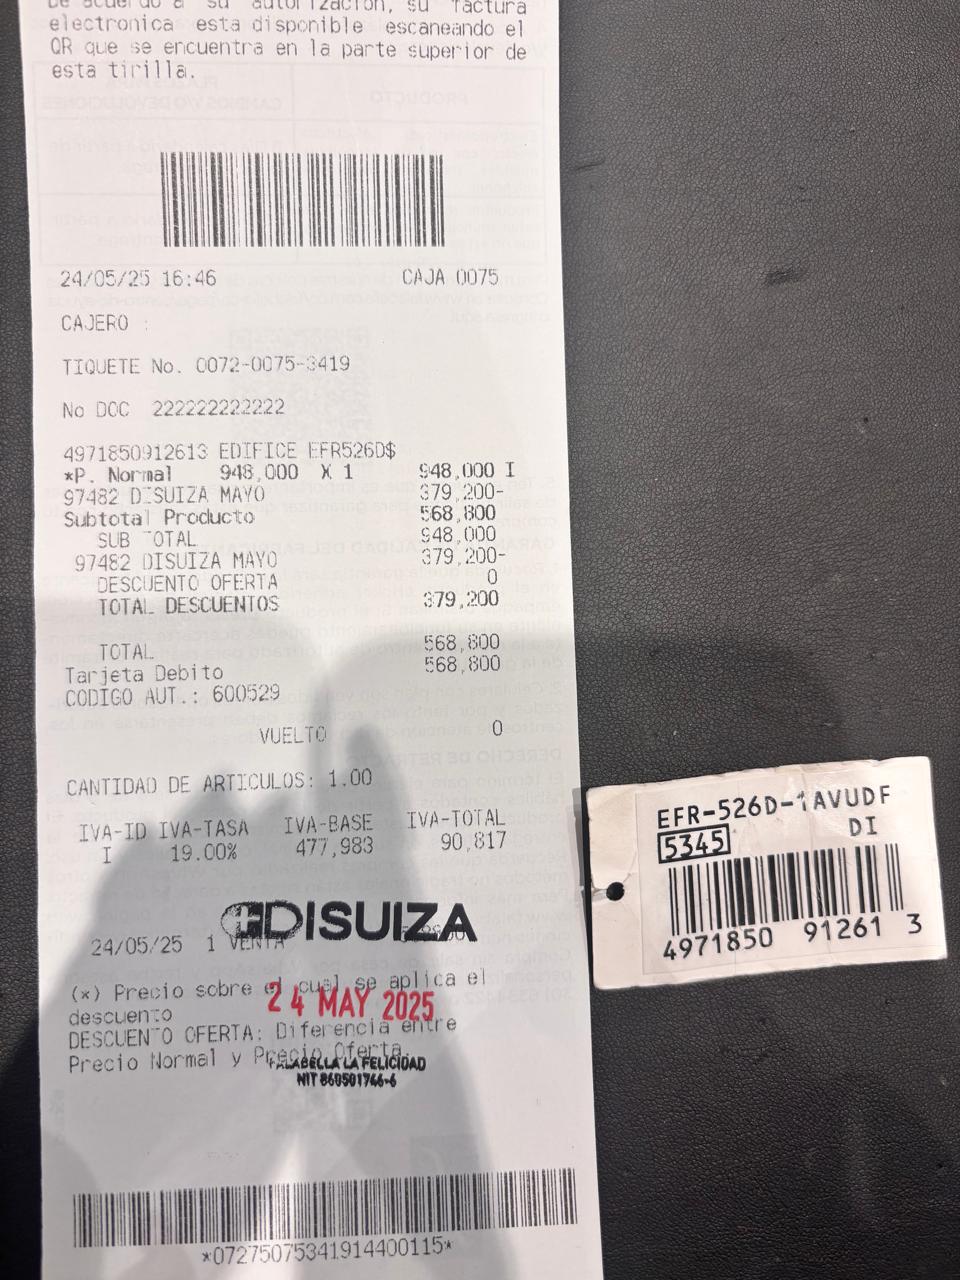 De acuerdo a su autorización, su factura
electronica esta disponible escaneando el
QR que se encuentra en la parte superior de
esta tirilla.
24/05/25 16:46 CAJA 0075
CAJERO :
TIQUETE No. 0072-0075-3419
No DOC 222222222222
4971850912613 EDIFICE EFR526D$
*P. Normal 948,000 X 1 948,000 I
97482 DISUIZA MAYO 379,200-
Subtotal Producto 568,800
SUB TOTAL 948,000
97482 DISUIZA MAYO 379,200-
DESCUENTO OFERTA 0
TOTAL DESCUENTOS 379,200
TOTAL 568,800
Tarjeta Debito 568,800
CODIGO AUT.: 600529
VUELTO 0
CANTIDAD DE ARTICULOS: 1.00
IVA-ID IVA-TASA IVA-BASE IVA-TOTAL
I 19.00% 477,983 90,817
DISUIZA
24/05/25 1 VENTA
(*) Precio sobre el cual se aplica el
descuento
24 MAY 2025
DESCUENTO OFERTA: Diferencia entre
Precio Normal y Precio Oferta.
FALABELLA LA FELICIDAD
NIT 860501766-6
*07275075341914400115*
EFR-526D-1AVUDF
5345 DI
4971850 91261 3